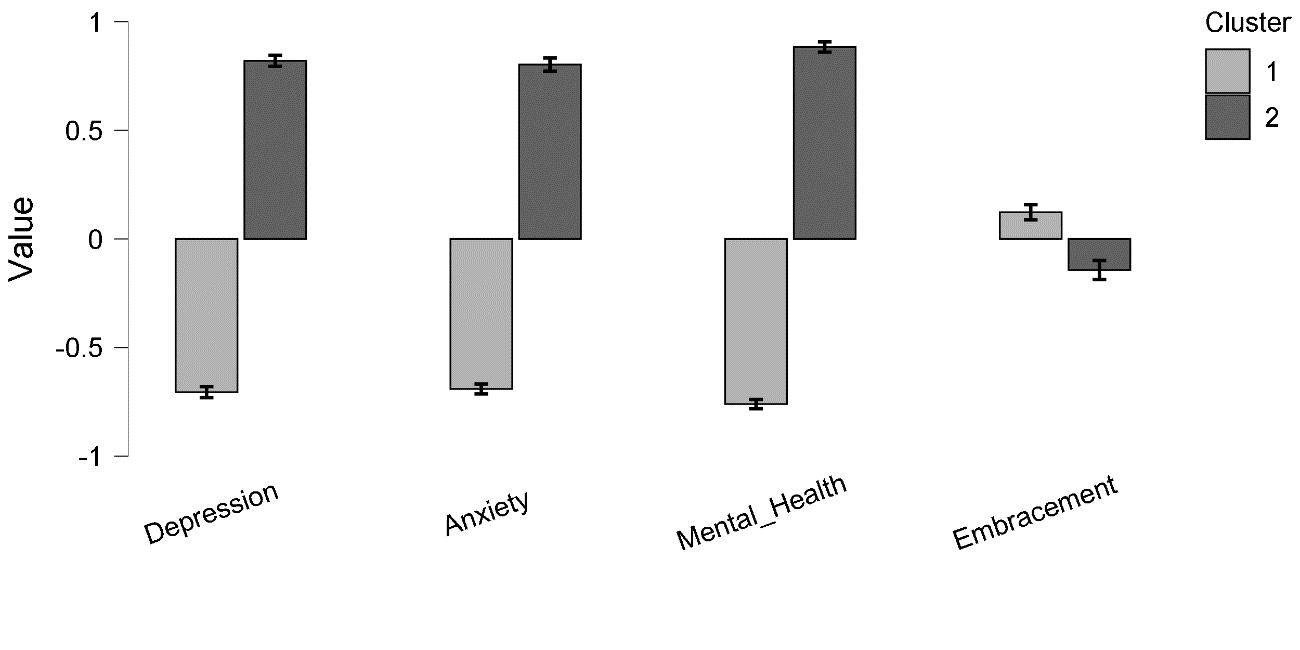 Cluster
1
2
Value
1
0.5
0
-0.5
-1
Depression
Anxiety
Mental_Health
Embracement